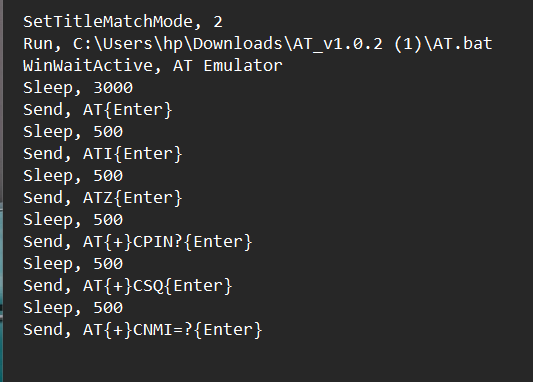 SetTitleMatchMode, 2
Run, C:\Users\hp\Downloads\AT_v1.0.2 (1)\AT.bat
WinWaitActive, AT Emulator
Sleep, 3000
Send, AT{Enter}
Sleep, 500
Send, ATI{Enter}
Sleep, 500
Send, ATZ{Enter}
Sleep, 500
Send, AT{+}CPIN?{Enter}
Sleep, 500
Send, AT{+}CSQ{Enter}
Sleep, 500
Send, AT{+}CNMI=?{Enter}